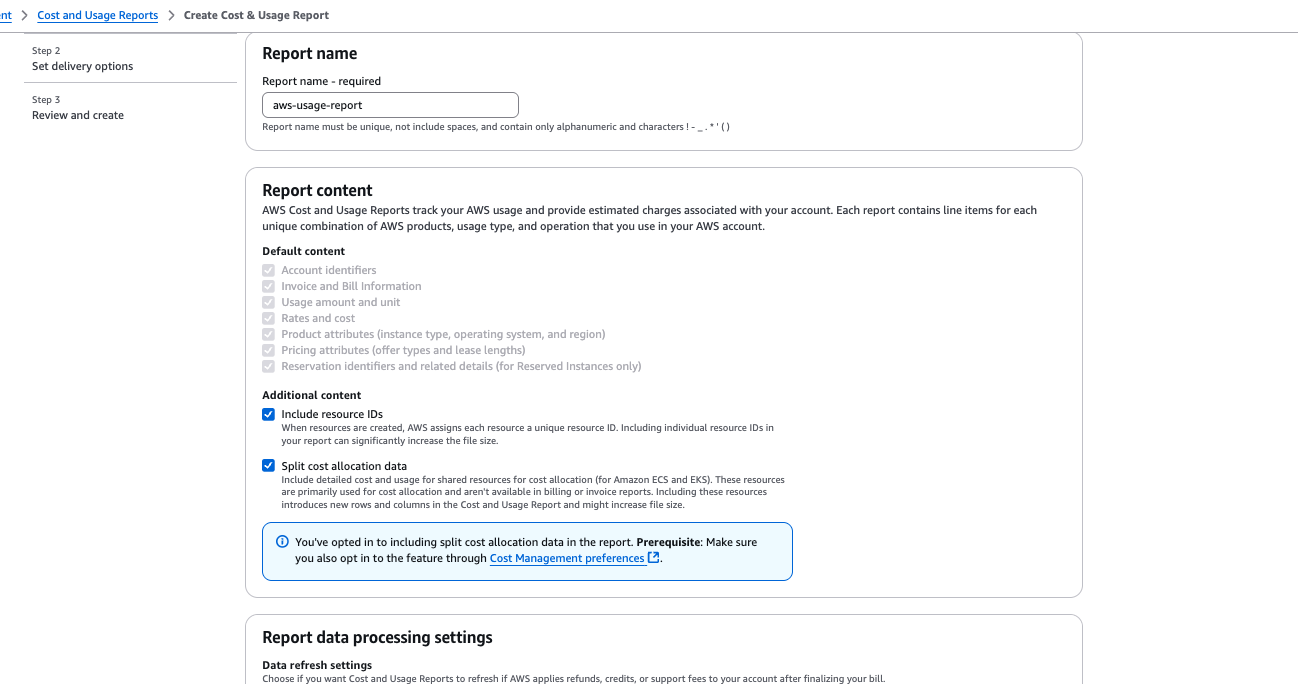 nt > Cost and Usage Reports > Create Cost & Usage Report
Step 2
Set delivery options
Step 3
Review and create
Report name
Report name - required
aws-usage-report
Report name must be unique, not include spaces, and contain only alphanumeric and characters ! - _ . * ' ( )
Report content
AWS Cost and Usage Reports track your AWS usage and provide estimated charges associated with your account. Each report contains line items for each
unique combination of AWS products, usage type, and operation that you use in your AWS account.
Default content
Account identifiers
Invoice and Bill Information
Usage amount and unit
Rates and cost
Product attributes (instance type, operating system, and region)
Pricing attributes (offer types and lease lengths)
Reservation identifiers and related details (for Reserved Instances only)
Additional content
Include resource IDs
When resources are created, AWS assigns each resource a unique resource ID. Including individual resource IDs in
your report can significantly increase the file size.
Split cost allocation data
Include detailed cost and usage for shared resources for cost allocation (for Amazon ECS and EKS). These resources
are primarily used for cost allocation and aren't available in billing or invoice reports. Including these resources
introduces new rows and columns in the Cost and Usage Report and might increase file size.
You've opted in to including split cost allocation data in the report. Prerequisite: Make sure
you also opt in to the feature through Cost Management preferences.
Report data processing settings
Data refresh settings
Choose if you want Cost and Usage Reports to refresh if AWS applies refunds, credits, or support fees to your account after finalizing your bill.